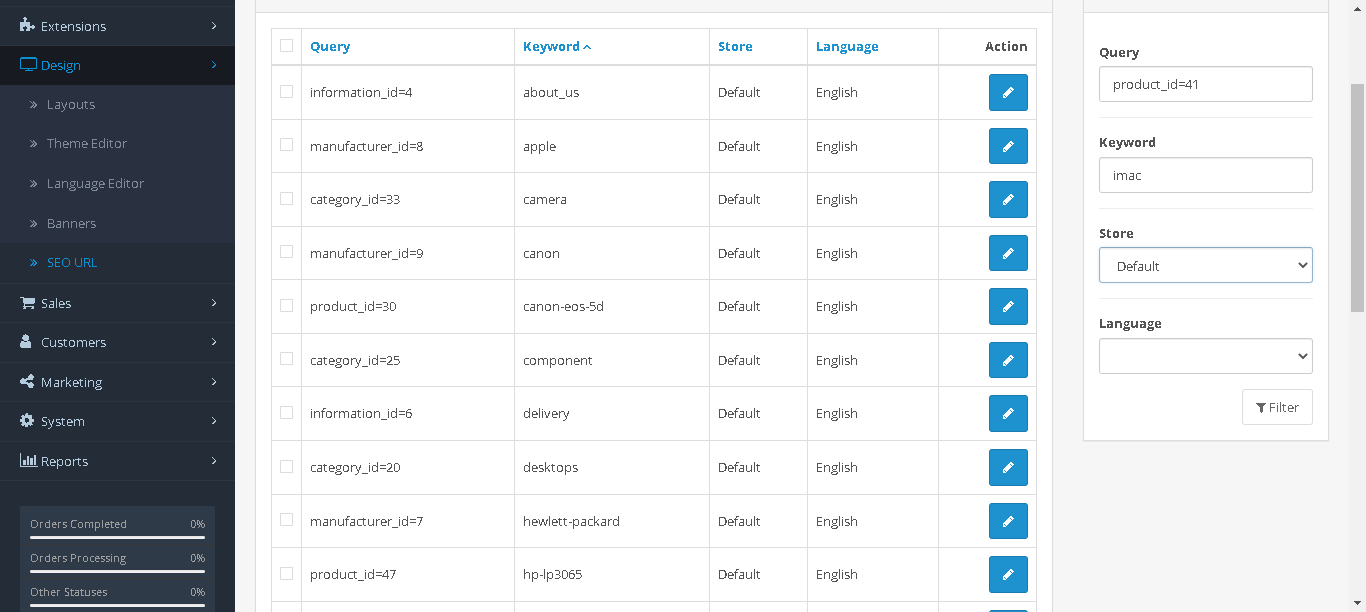 Extensions
Design
Layouts
Theme Editor
Language Editor
Banners
SEO URL
Sales
Customers
Marketing
System
Reports
Orders Completed 0%
Orders Processing 0%
Other Statuses 0%
Query Keyword Store Language Action
information_id=4 about_us Default English
manufacturer_id=8 apple Default English
category_id=33 camera Default English
manufacturer_id=9 canon Default English
product_id=30 canon-eos-5d Default English
category_id=25 component Default English
information_id=6 delivery Default English
category_id=20 desktops Default English
manufacturer_id=7 hewlett-packard Default English
product_id=47 hp-lp3065 Default English
Query
product_id=41
Keyword
imac
Store
Default
Language
Filter